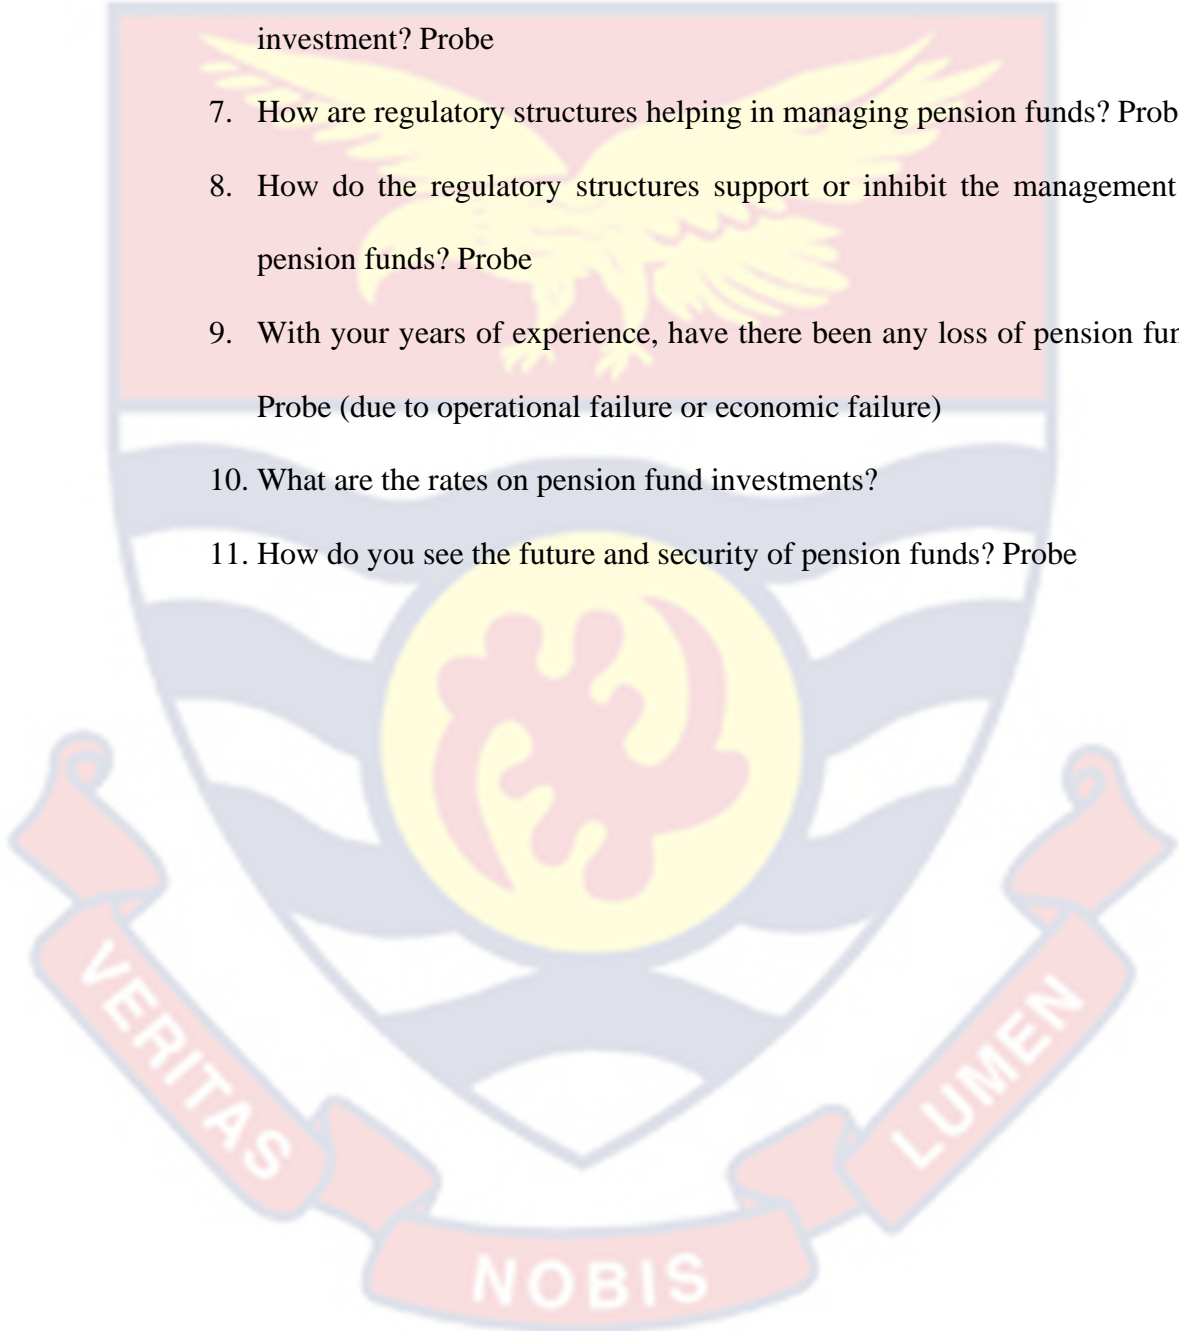 investment? Probe
7. How are regulatory structures helping in managing pension funds? Prob
8. How do the regulatory structures support or inhibit the management
pension funds? Probe
9. With your years of experience, have there been any loss of pension fun
Probe (due to operational failure or economic failure)
10. What are the rates on pension fund investments?
11. How do you see the future and security of pension funds? Probe
VERITAS
NOBIS
LUMEN